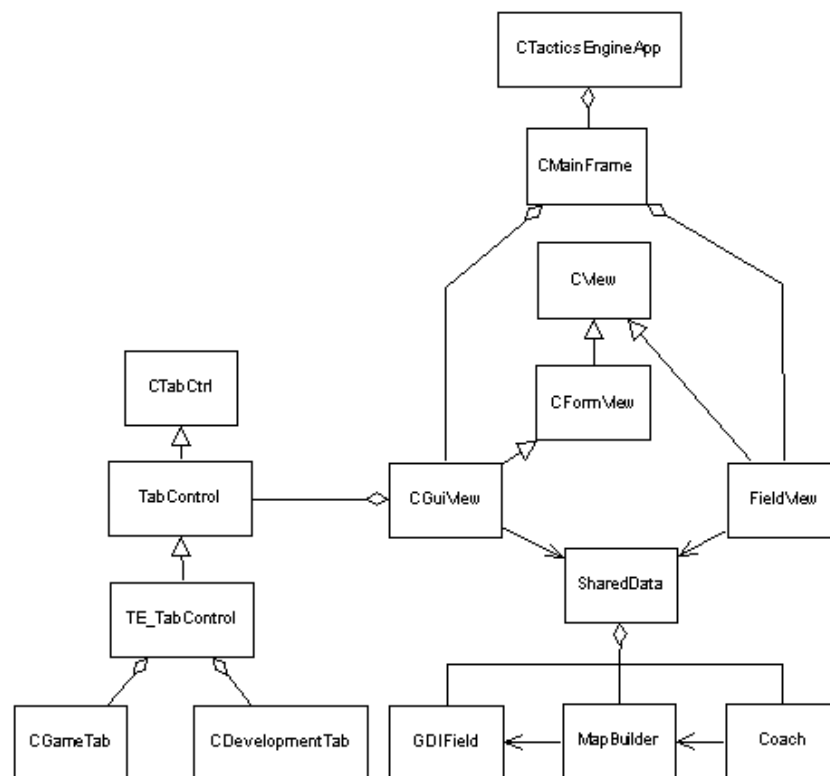 CTacticsEngineApp
CMainFrame
CView
CTabCtrl
CFormView
TabControl
CGuiView
FieldView
SharedData
TE_TabControl
CGameTab
CDevelopmentTab
GDIField
MapBuilder
Coach